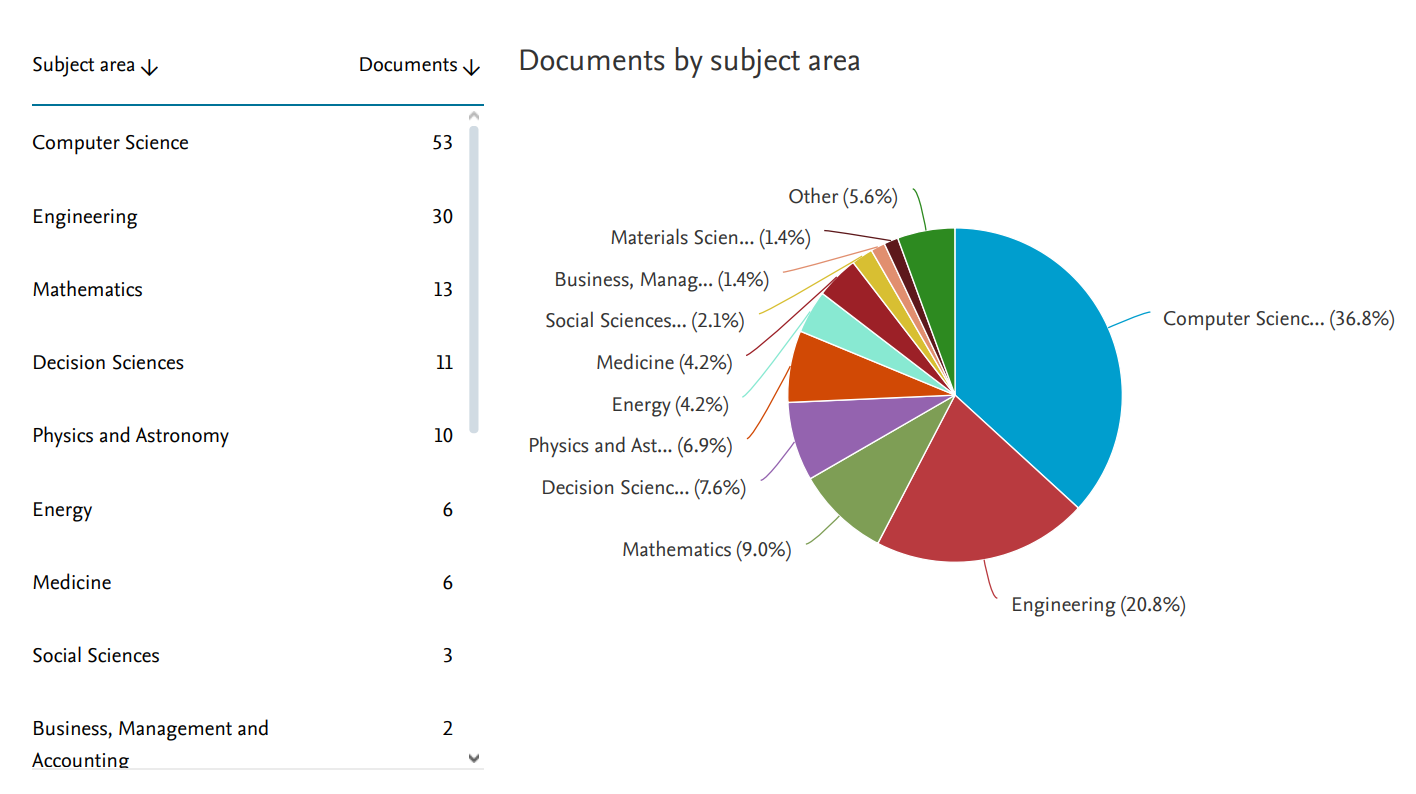 Subject area
Documents
Computer Science 53
Engineering 30
Mathematics 13
Decision Sciences 11
Physics and Astronomy 10
Energy 6
Medicine 6
Social Sciences 3
Business, Management and 2
Accounting
Documents by subject area
Other (5.6%)
Materials Scien... (1.4%)
Business, Manag... (1.4%)
Social Sciences... (2.1%)
Medicine (4.2%)
Energy (4.2%)
Physics and Ast... (6.9%)
Decision Scienc... (7.6%)
Mathematics (9.0%)
Computer Scienc... (36.8%)
Engineering (20.8%)